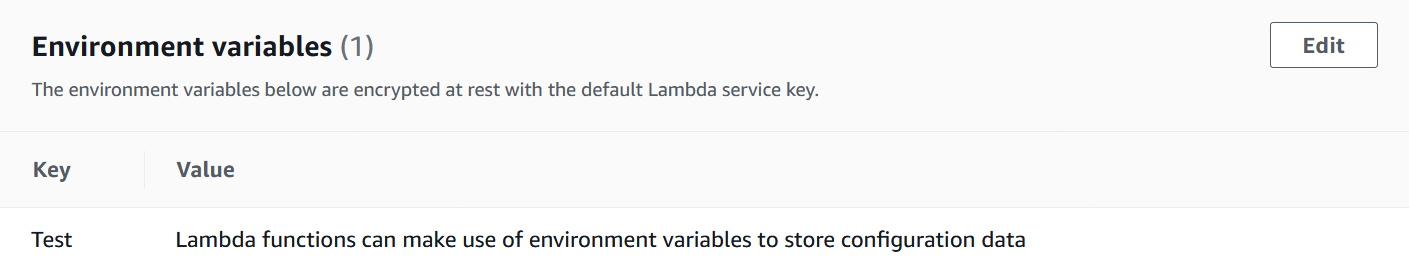 Environment variables (1)
Edit
The environment variables below are encrypted at rest with the default Lambda service key.
Key Value
Test Lambda functions can make use of environment variables to store configuration data